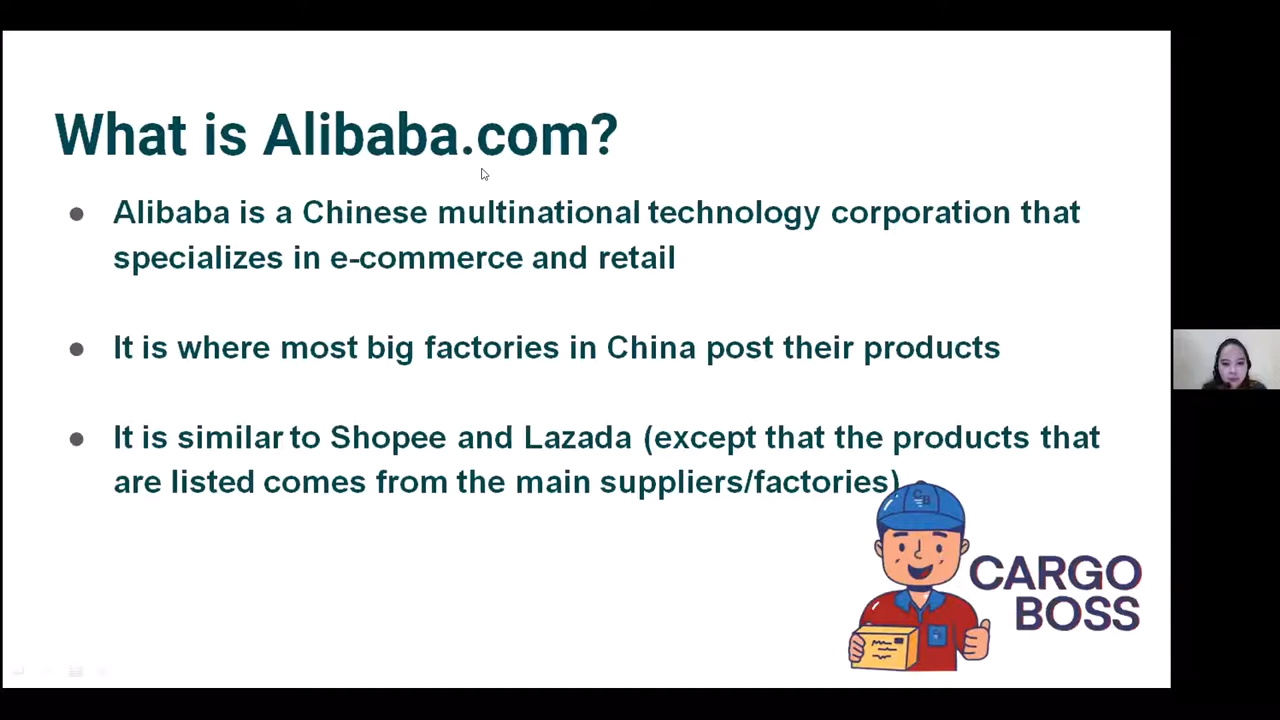 What is Alibaba.com?
Alibaba is a Chinese multinational technology corporation that
specializes in e-commerce and retail
It is where most big factories in China post their products
It is similar to Shopee and Lazada (except that the products that
are listed comes from the main suppliers/factories)
CB
CARGO
BOSS